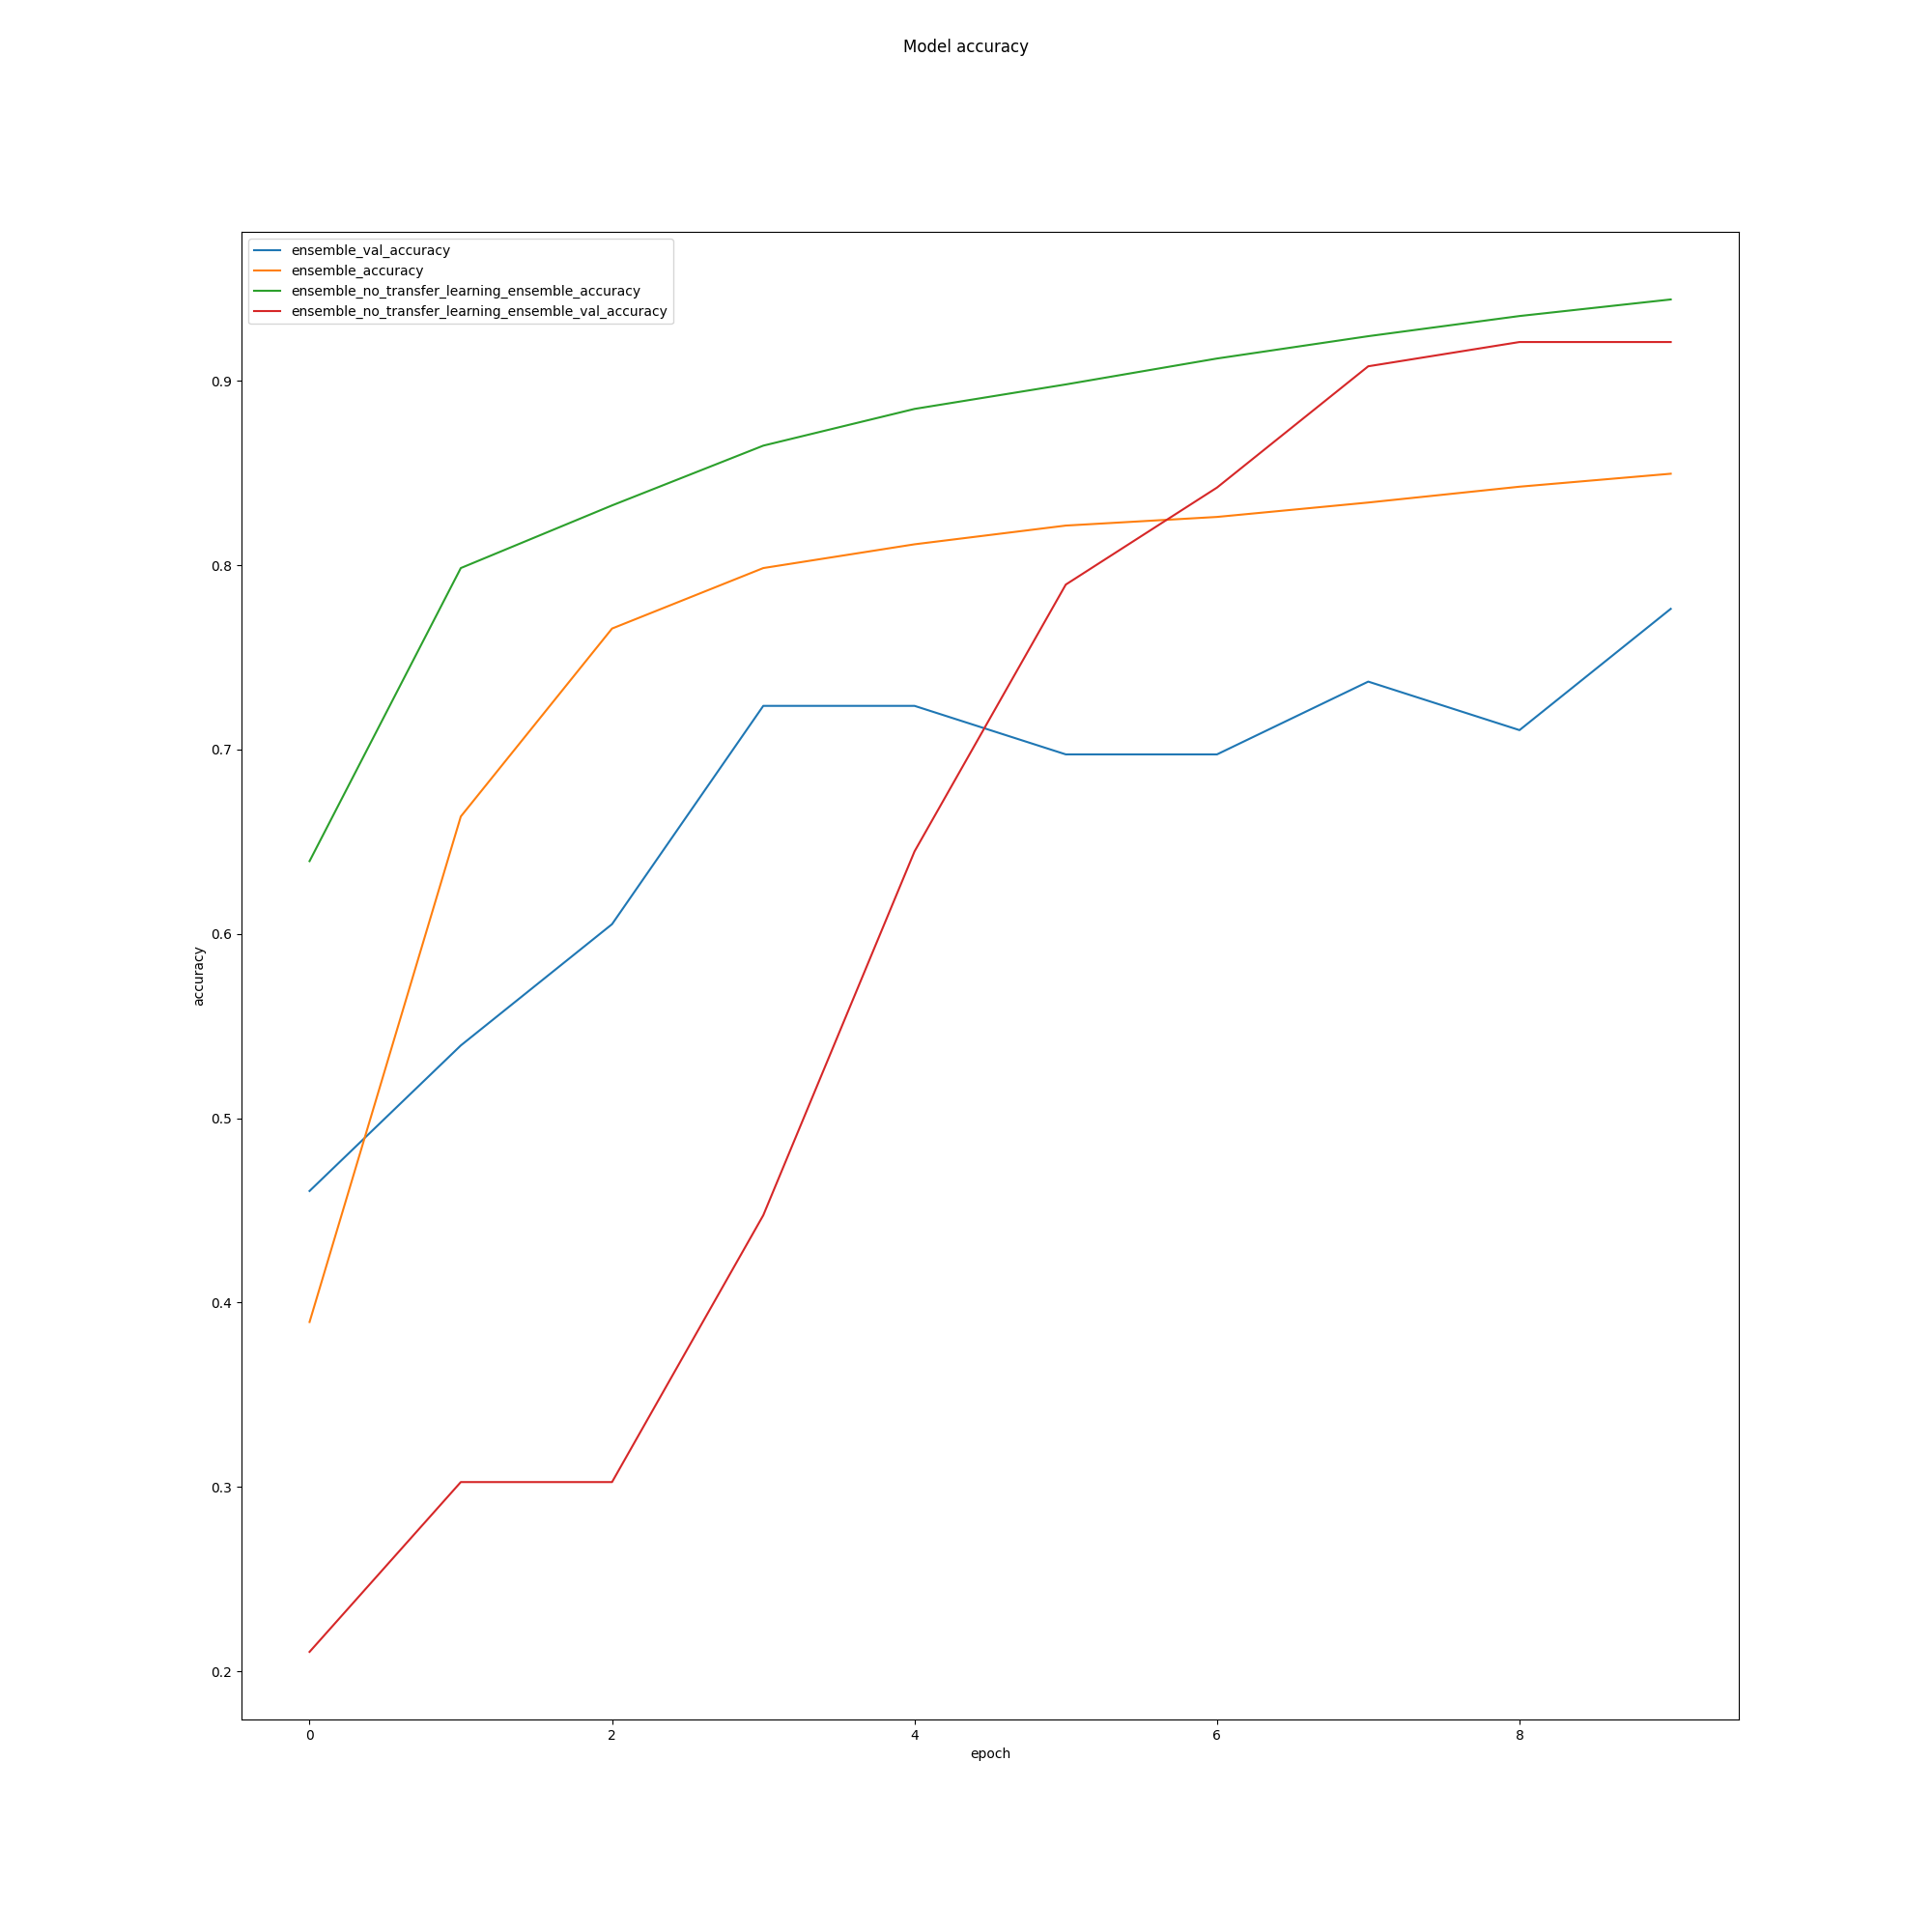 Model accuracy
ensemble_val_accuracy
ensemble_accuracy
ensemble_no_transfer_learning_ensemble_accuracy
ensemble_no_transfer_learning_ensemble_val_accuracy
0.9
0.8
0.7
0.6
0.5
0.4
0.3
0.2
accuracy
0 2 4 6 8
epoch